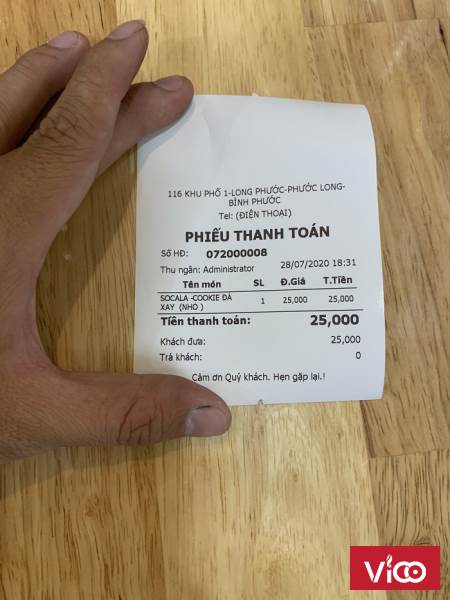 116 KHU PHỐ 1-LONG PHƯỚC-PHƯỚC LONG-
BÌNH PHƯỚC
Tel: (ĐIỆN THOẠI)
PHIẾU THANH TOÁN
Số HĐ: 072000008
Thu ngân: Administrator 28/07/2020 18:31
Tên món SL Đ.Giá T.Tiền
SOCALA -COOKIE ĐÁ 1 25,000 25,000
XAY (NHỎ )
Tiền thanh toán: 25,000
Khách đưa: 25,000
Trả khách: 0
Cảm ơn Quý khách. Hẹn gặp lại.!
ViCO